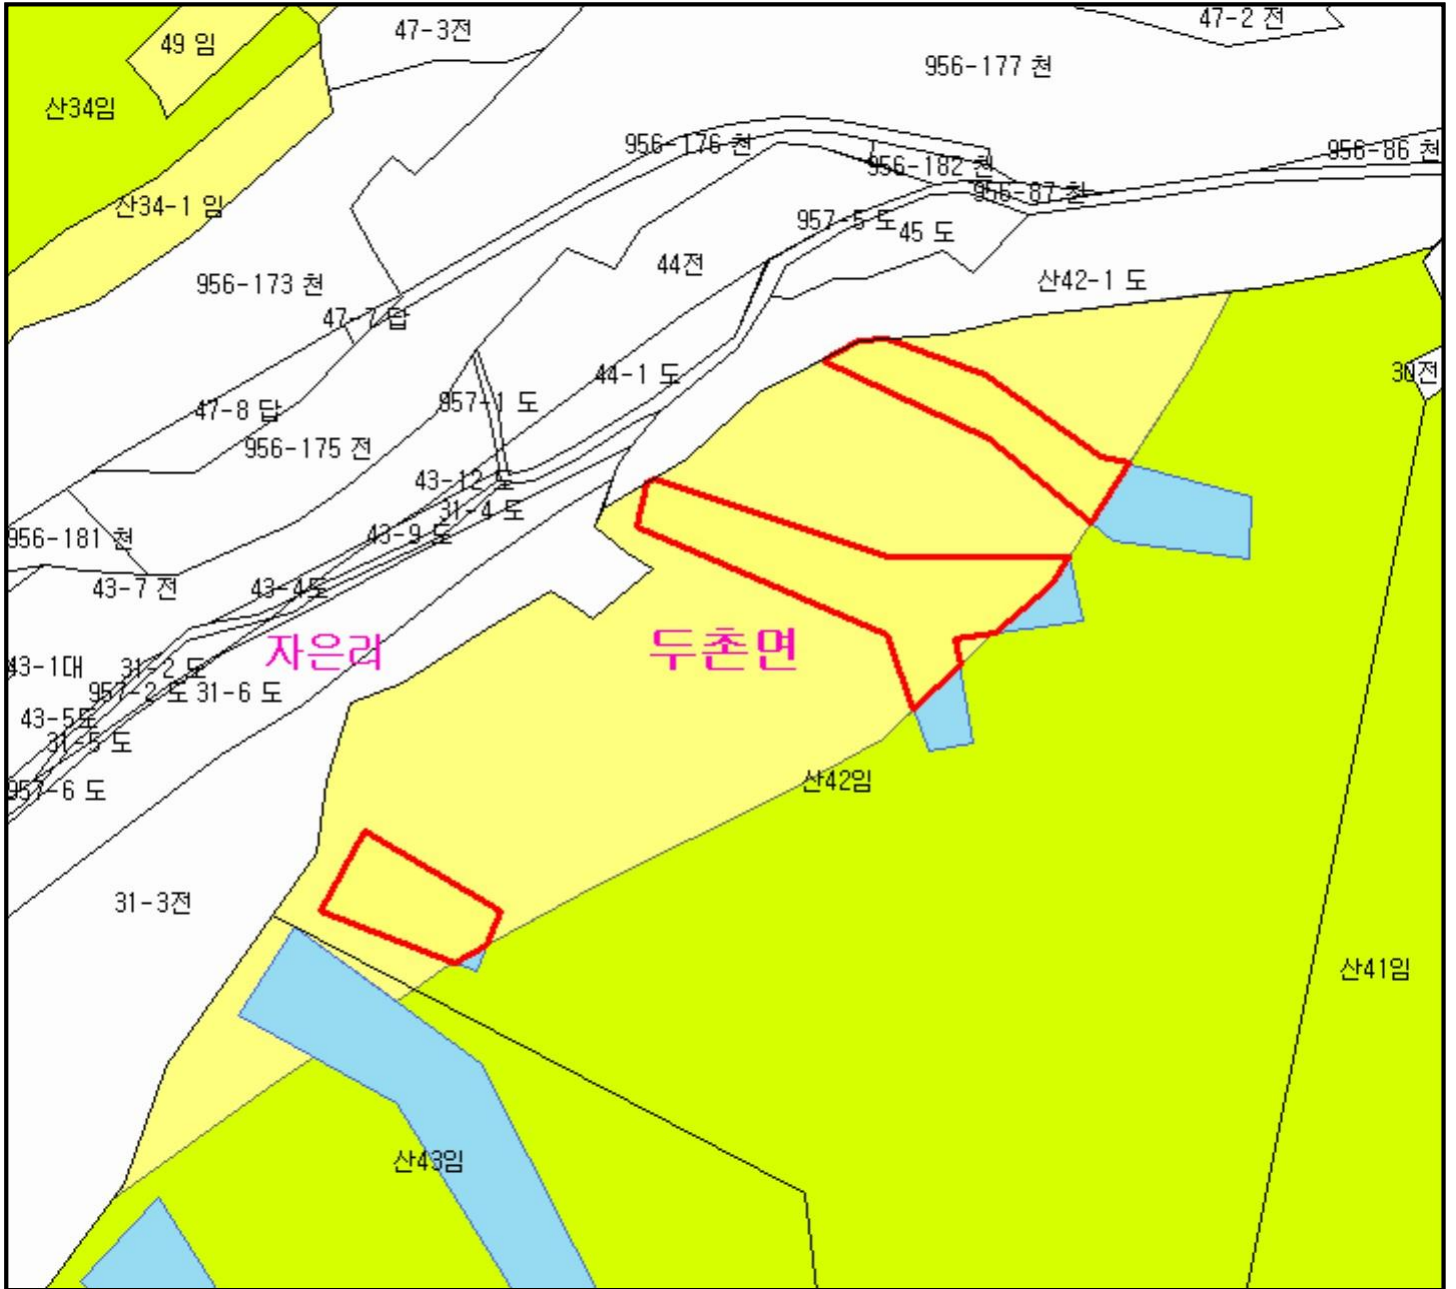 47-3전
47-2 전
49 임
956-177 천
산34임
956-176 천
956-182 천
956-86 천
956-87 천
산34-1 임
957-5 도
45 도
44전
956-173 천
산42-1 도
47-7 답
44-1 도
30전
957-1 도
47-8 답
956-175 전
43-12 도
31-4 도
43-9 도
956-181 천
43-7 전
43-4도
자은리
두촌면
43-1대
31-2 도
957-2 도
31-6 도
43-5도
31-5 도
957-6 도
산42임
31-3전
산41임
산43임